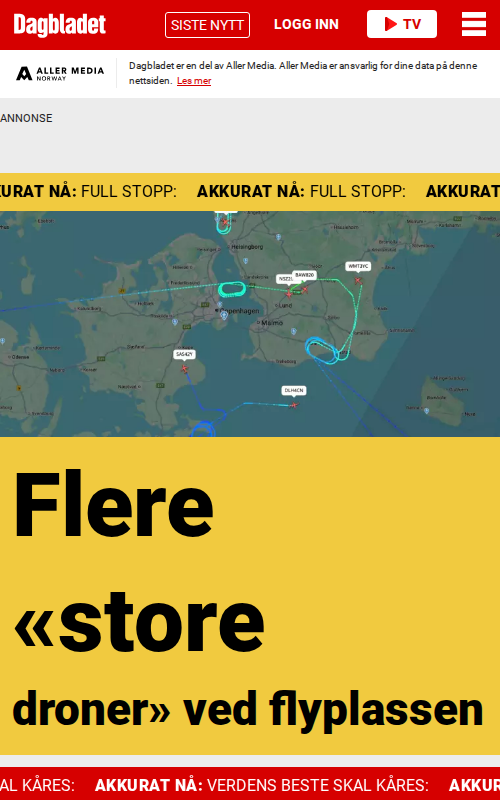 Dagbladet
SISTE NYTT
LOGG INN
TV
ALLER MEDIA
NORWAY
Dagbladet er en del av Aller Media. Aller Media er ansvarlig for dine data på denne
nettsiden. Les mer
ANNONSE
KURAT NÅ: FULL STOPP: AKKURAT NÅ: FULL STOPP: AKKURAT
Helsingborg
WMT3YC
BAW820
Copenhagen
Lund
Malmö
SAS42Y
DLH4CN
Odense
Flere
«store
droner» ved flyplassen
AL KÅRES: AKKURAT NÅ: VERDENS BESTE SKAL KÅRES: AKKUR